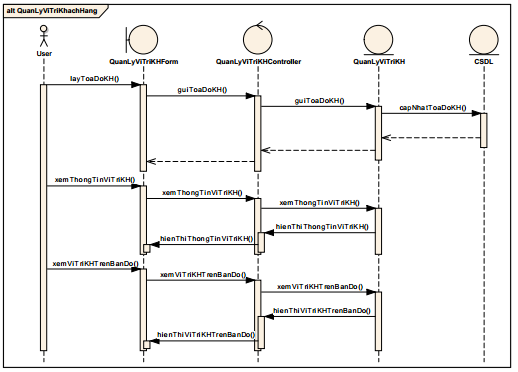 alt QuanLyViTriKhachHang
User
QuanLyViTriKHForm
QuanLyViTriKHController
QuanLyViTriKH
CSDL
layToaDoKH()
guiToaDoKH()
guiToaDoKH()
capNhatToaDoKH()
xemThongTinViTriKH()
xemThongTinViTriKH()
xemThongTinViTriKH()
hienThiThongTinViTriKH()
hienThiThongTinViTriKH()
xemViTriKHTrenBanDo()
xemViTriKHTrenBanDo()
xemViTriKHTrenBanDo()
hienThiViTriKHTrenBanDo()
hienThiViTriKHTrenBanDo()